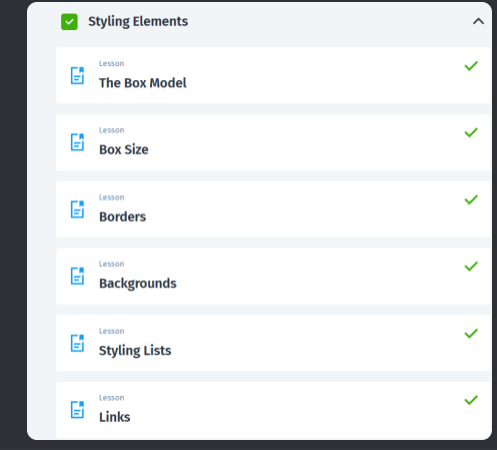 Styling Elements
Lesson
The Box Model
Lesson
Box Size
Lesson
Borders
Lesson
Backgrounds
Lesson
Styling Lists
Lesson
Links